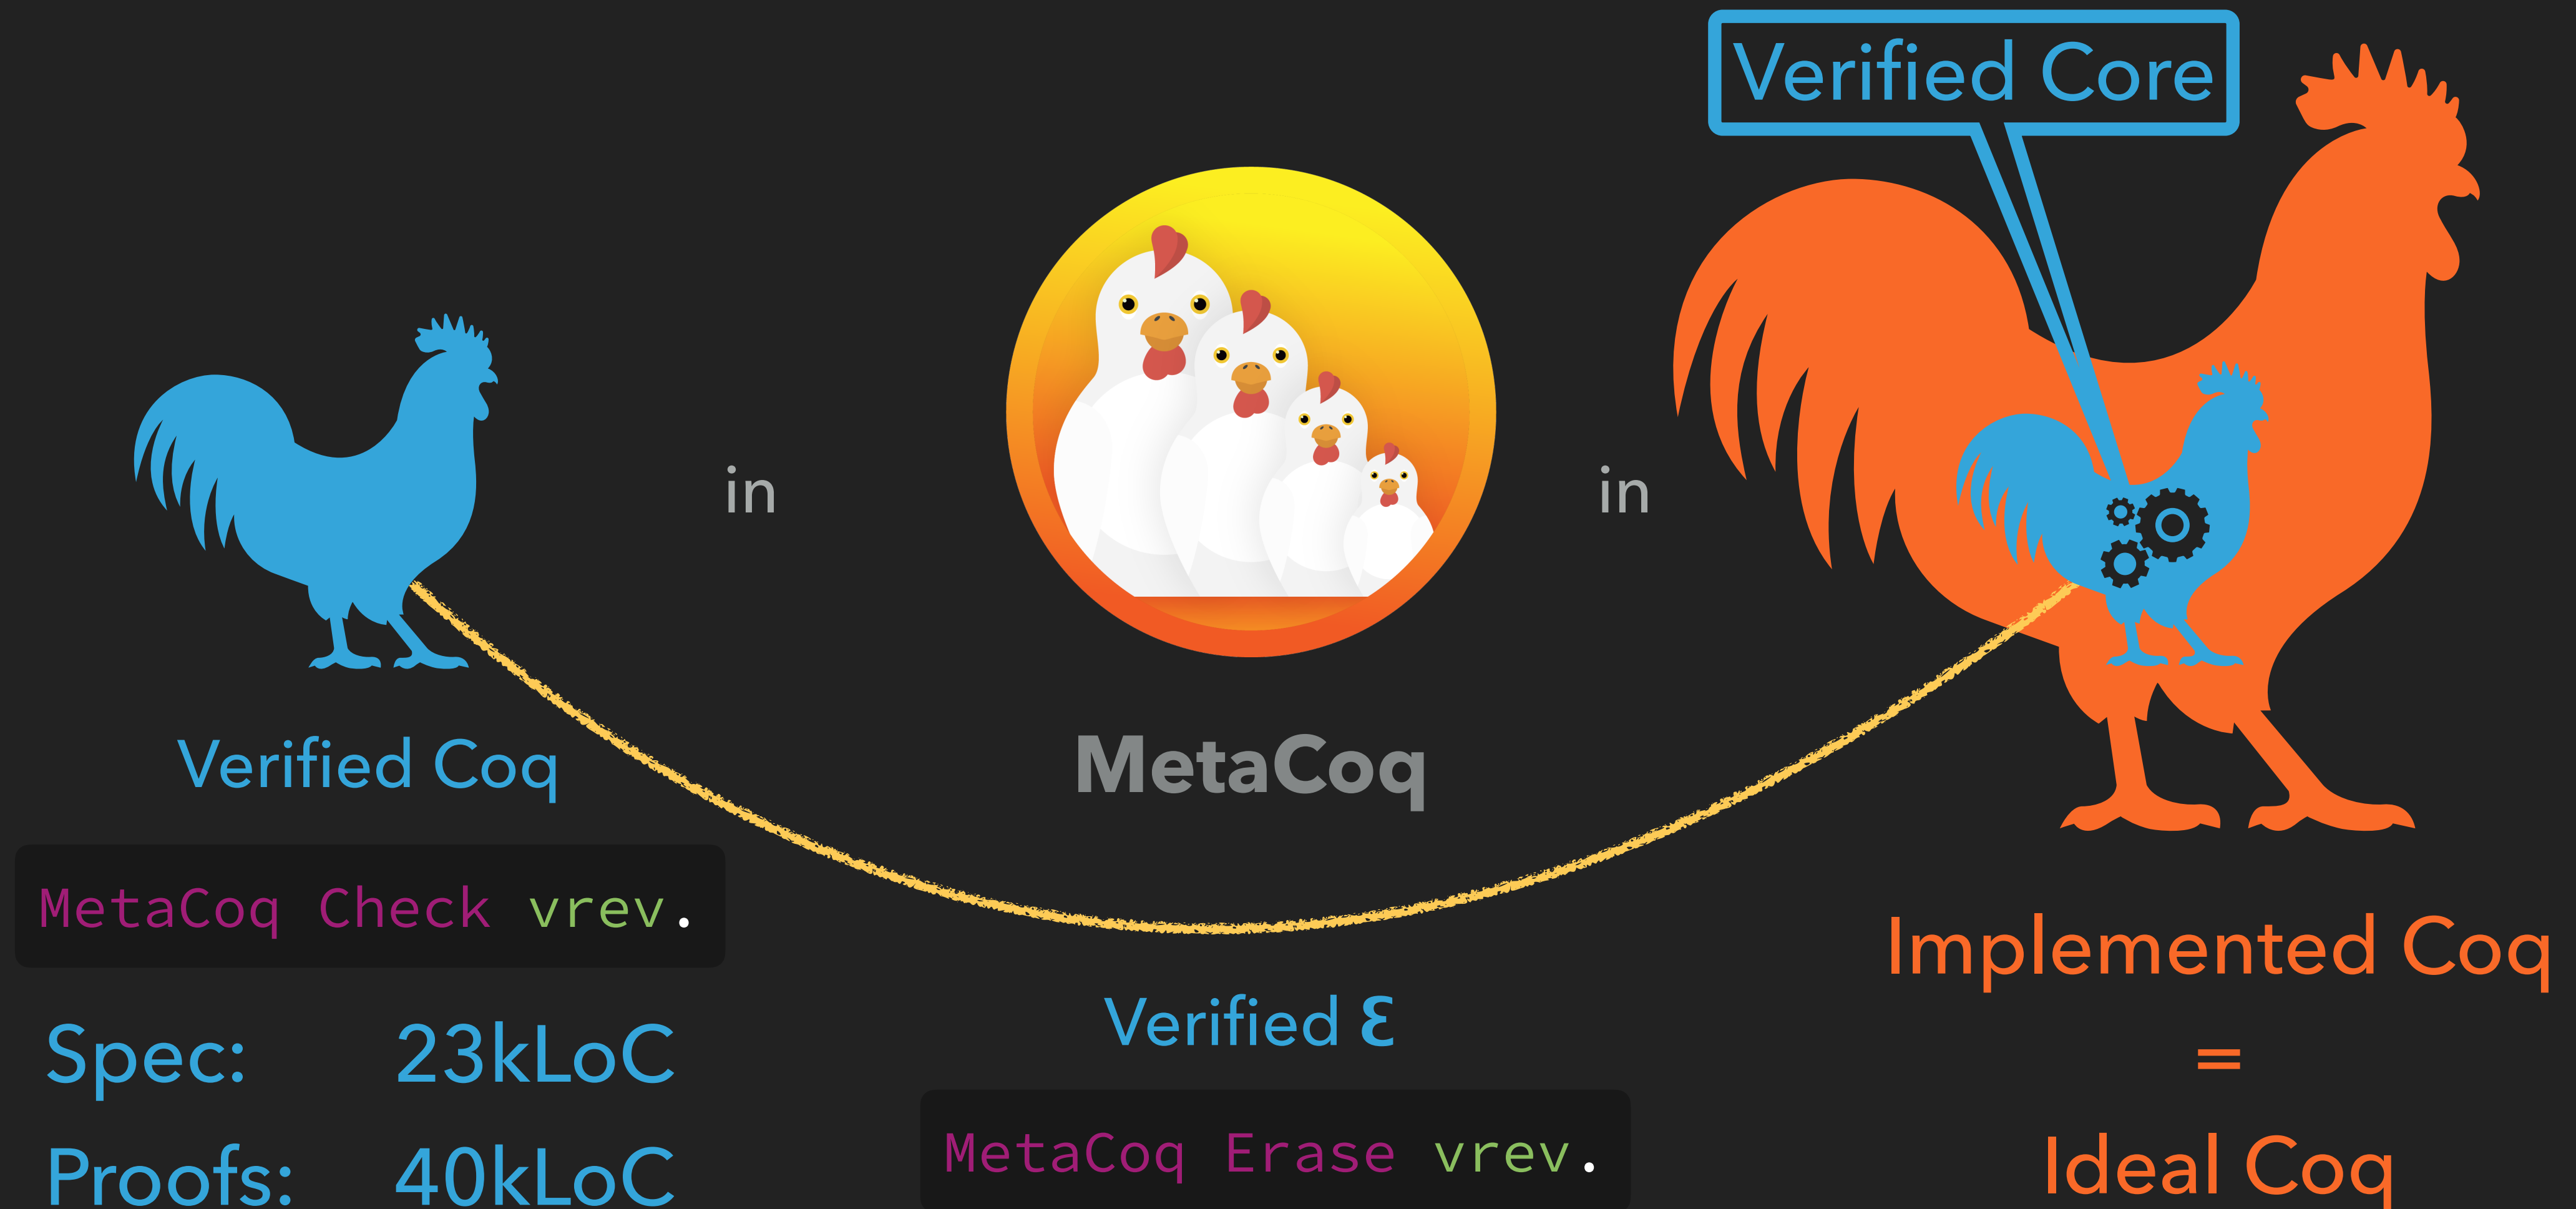 Verified Core
in
in
Verified Coq
MetaCoq
MetaCoq Check vrev.
Implemented Coq
=
Ideal Coq
Spec: 23kLoC
Proofs: 40kLoC
Verified ℇ
MetaCoq Erase vrev.